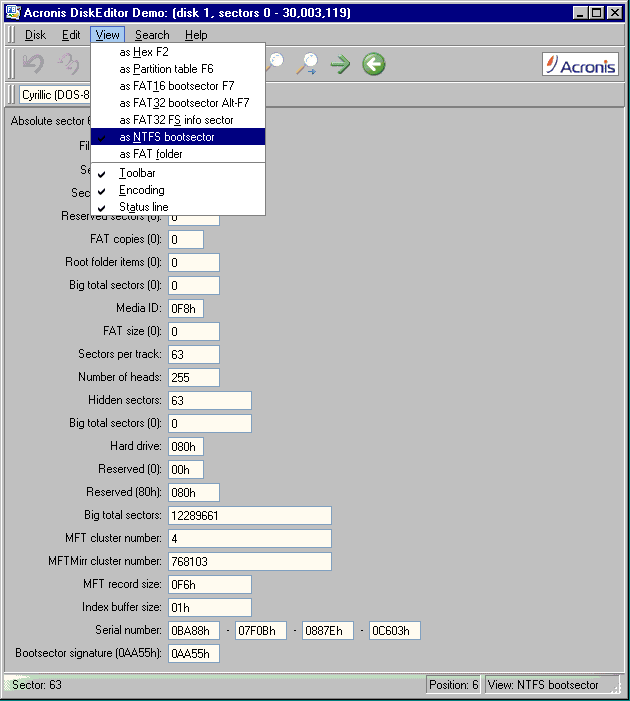 Acronis DiskEditor Demo: (disk 1, sectors 0 - 30,003,119)
Disk Edit View Search Help
Acronis
as Hex F2
as Partition table F6
as FAT16 bootsector F7
as FAT32 bootsector Alt-F7
as FAT32 FS info sector
as NTFS bootsector
as FAT folder
Toolbar
Encoding
Status line
Cyrillic (DOS-8
Absolute sector 6
Fil
Se
Sec
Reserved sectors (0): 0
FAT copies (0): 0
Root folder items (0): 0
Big total sectors (0): 0
Media ID: 0F8h
FAT size (0): 0
Sectors per track: 63
Number of heads: 255
Hidden sectors: 63
Big total sectors (0): 0
Hard drive: 080h
Reserved (0): 00h
Reserved (80h): 080h
Big total sectors: 12289661
MFT cluster number: 4
MFTMirr cluster number: 768103
MFT record size: 0F6h
Index buffer size: 01h
Serial number: 0BA88h - 07F0Bh - 0887Eh - 0C603h
Bootsector signature (0AA55h): 0AA55h
Sector: 63 Position: 6 View: NTFS bootsector